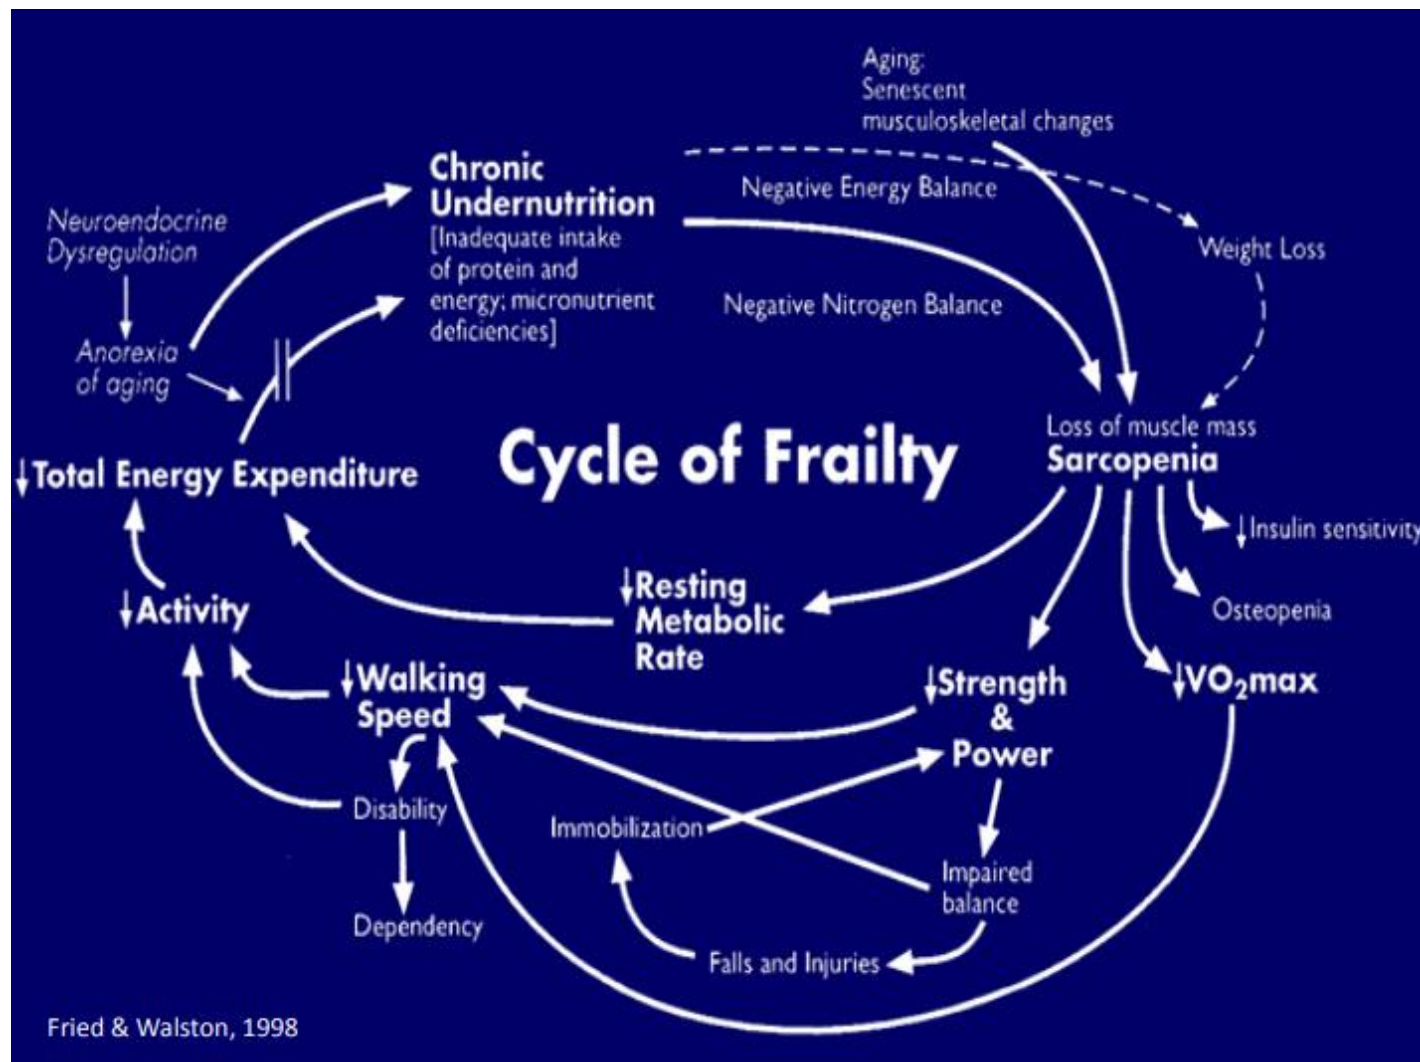 Aging:
Senescent
musculoskeletal changes
Chronic
Undernutrition
[Inadequate intake
of protein and
energy; micronutrient
deficiencies]
Negative Energy Balance
Neuroendocrine
Dysregulation
Weight Loss
Negative Nitrogen Balance
Anorexia
of aging
Cycle of Frailty
Loss of muscle mass
Sarcopenia
↓Total Energy Expenditure
↓Insulin sensitivity
↓Resting
Metabolic
Rate
↓Activity
Osteopenia
↓Walking
Speed
↓Strength
&
Power
↓VO₂max
Disability
Immobilization
Impaired
balance
Dependency
Falls and Injuries
Fried & Walston, 1998